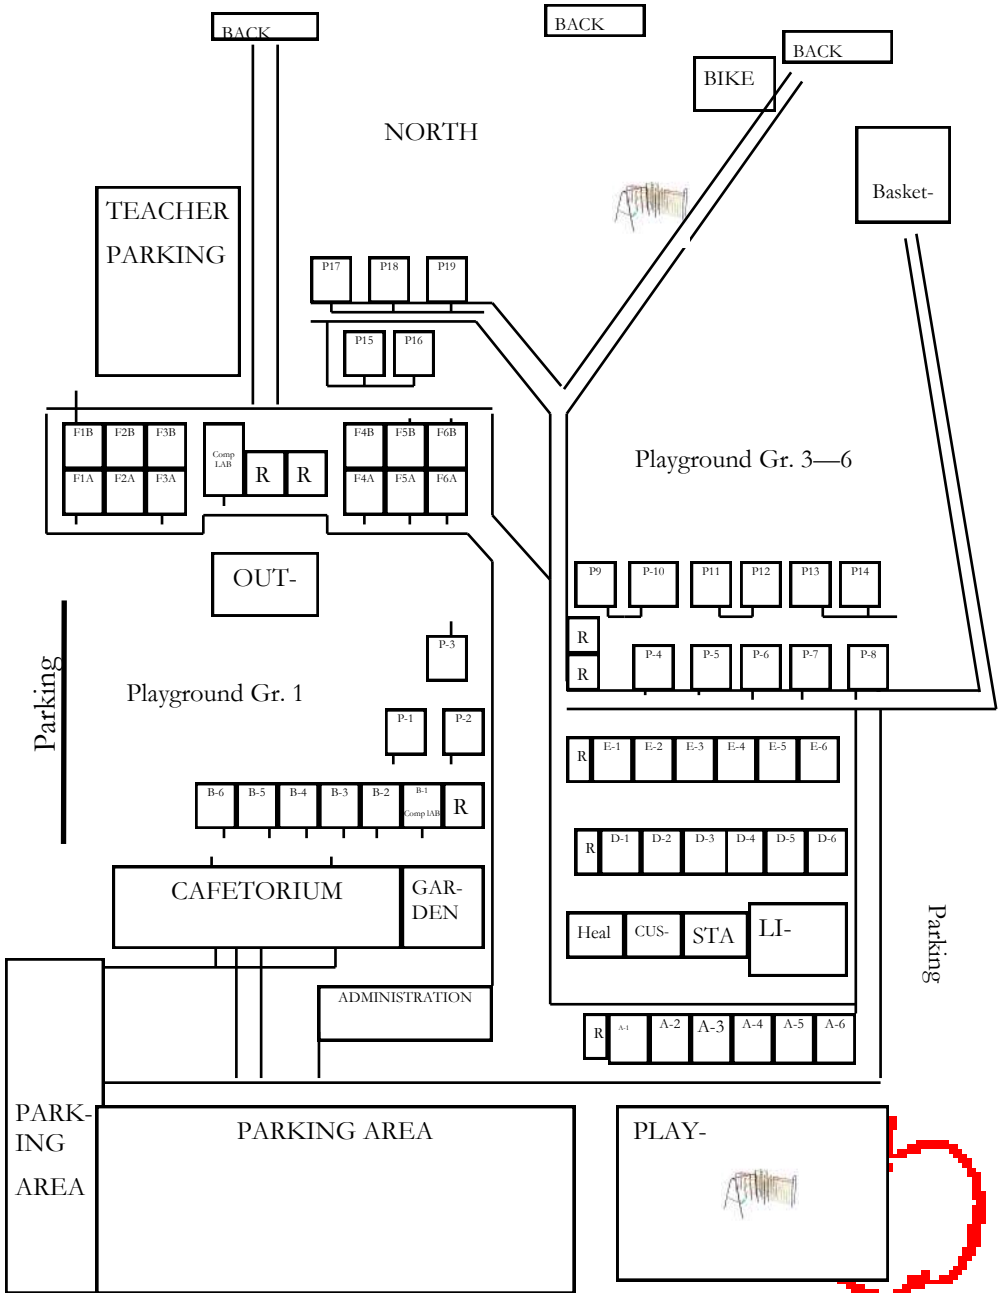 BACK
BACK
BACK
BIKE
NORTH
Basket-
TEACHER
PARKING
P17
P18
P19
P15
P16
F1B
F2B
F3B
Comp
LAB
R
R
F4B
F5B
F6B
F1A
F2A
F3A
F4A
F5A
F6A
Playground Gr. 3—6
OUT-
P9
P-10
P11
P12
P13
P14
R
R
P-3
P-4
P-5
P-6
P-7
P-8
Parking
Playground Gr. 1
P-1
P-2
R
E-1
E-2
E-3
E-4
E-5
E-6
B-6
B-5
B-4
B-3
B-2
B-1
Comp lAB
R
R
D-1
D-2
D-3
D-4
D-5
D-6
CAFETORIUM
GAR-
DEN
Heal
CUS-
STA
LI-
Parking
ADMINISTRATION
R
A-1
A-2
A-3
A-4
A-5
A-6
PARK-
ING
AREA
PARKING AREA
PLAY-